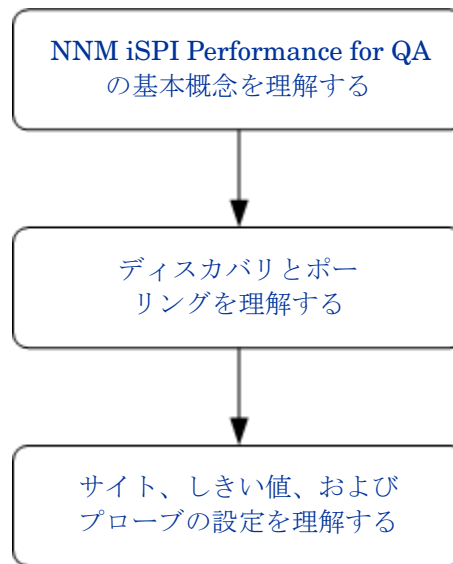 NNM iSPI Performance for QA
の基本概念を理解する
ディスカバリとポー
リングを理解する
サイト、しきい値、および
プローブの設定を理解する